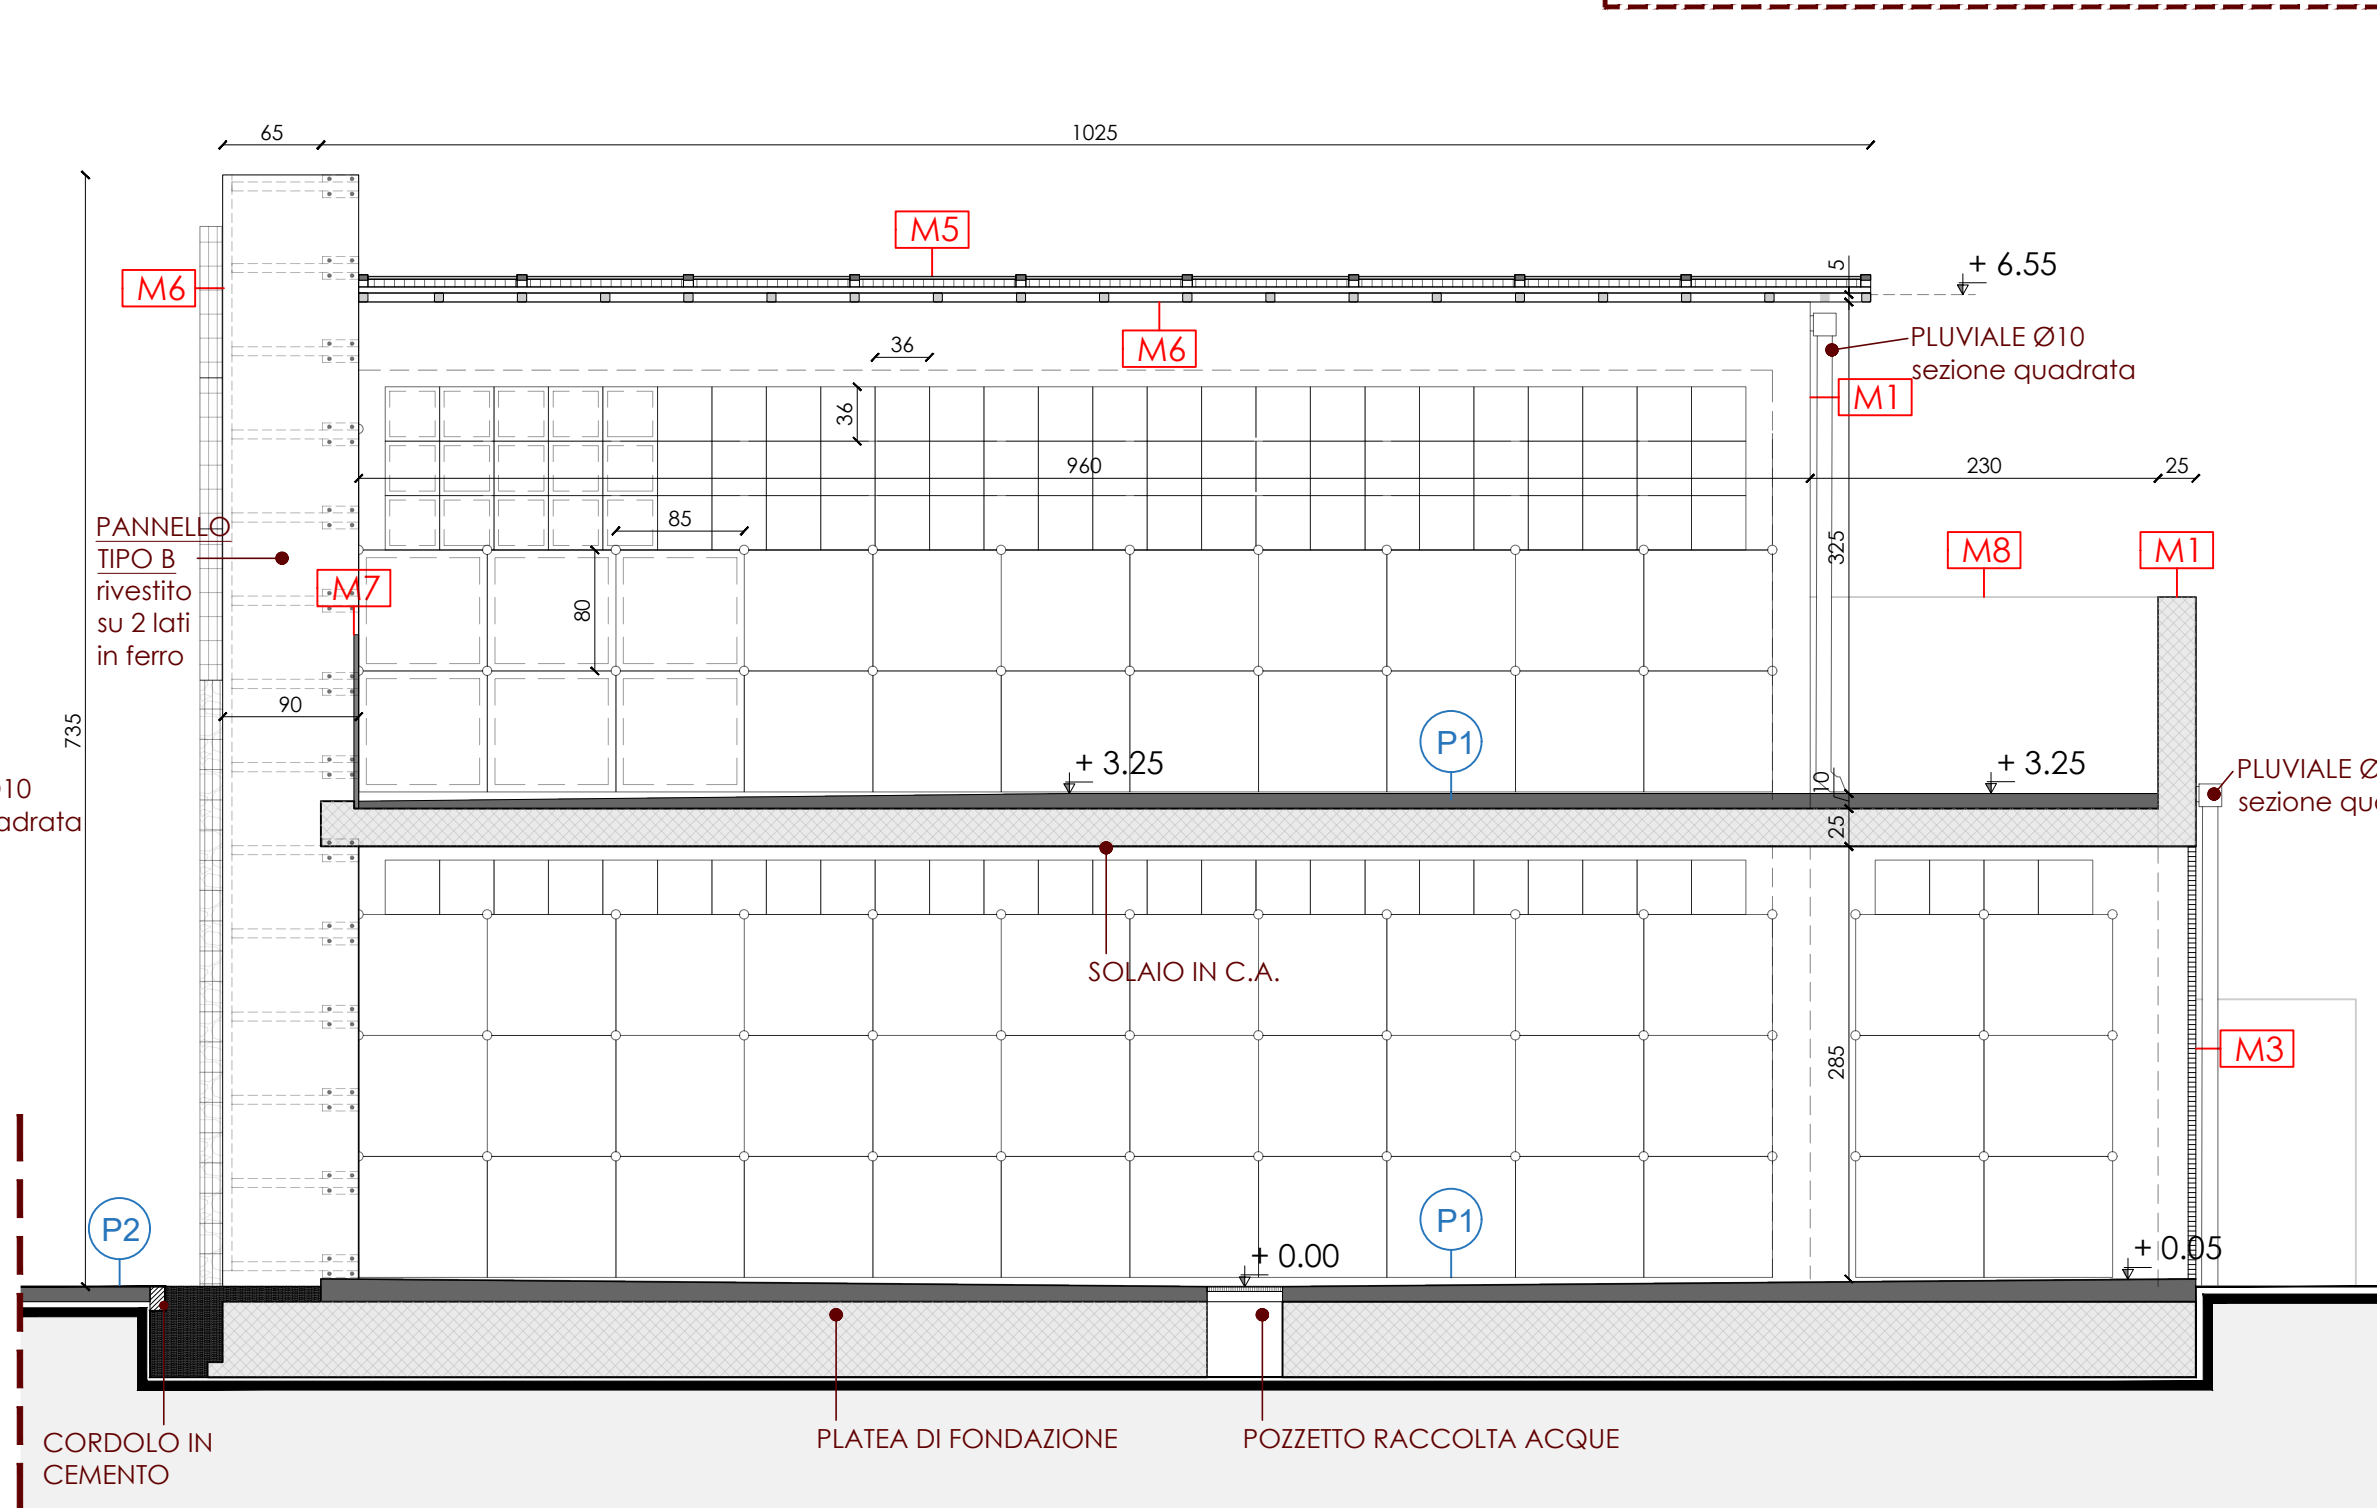 65
1025
M5
+ 6.55
5
M6
M6
36
PLUVIALE Ø10
sezione quadrata
M1
36
960
230
25
85
PANNELLO
TIPO B
rivestito
su 2 lati
in ferro
M7
80
325
M8
M1
90
735
P1
+ 3.25
+ 3.25
10
PLUVIALE Ø
sezione qu
10
adrata
25
SOLAIO IN C.A.
285
M3
P2
P1
+ 0.00
+ 0.05
PLATEA DI FONDAZIONE
POZZETTO RACCOLTA ACQUE
CORDOLO IN
CEMENTO